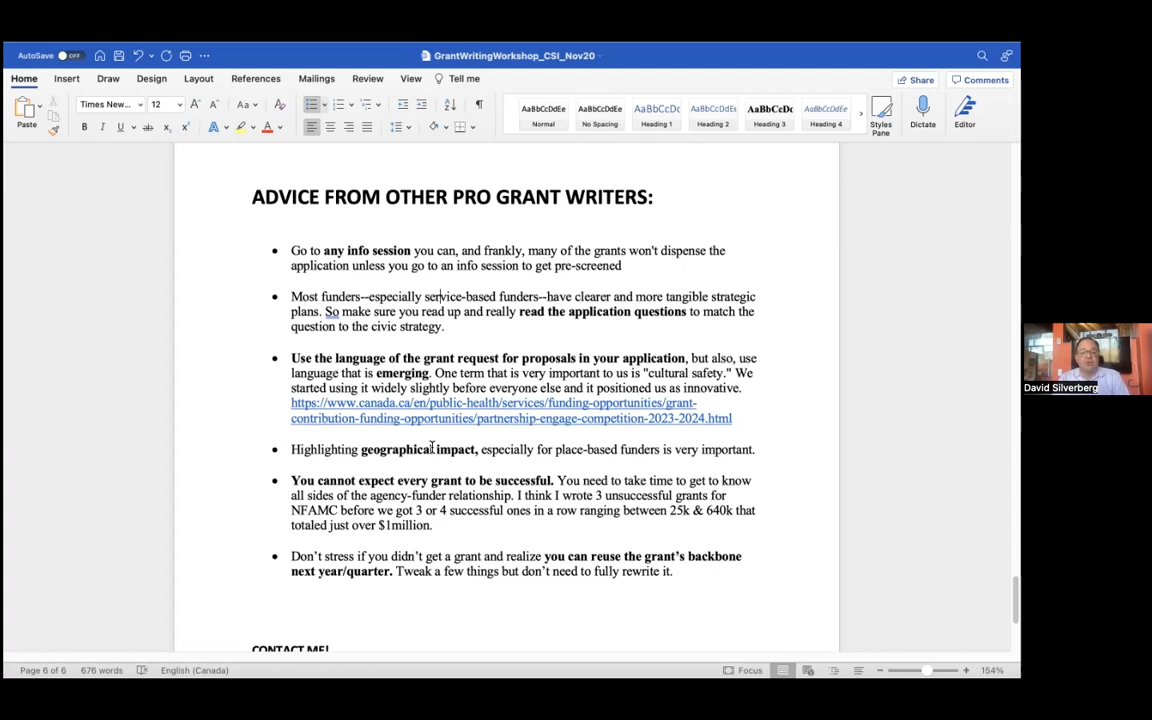 AutoSave OFF
GrantWritingWorkshop_CSI_Nov20
Home Insert Draw Design Layout References Mailings Review View Tell me
Share Comments
Paste
Times New... 12
Aa
B I U ab x₂ x²
AaBbCcDdEe AaBbCcDdEe AaBbCcDc AaBbCcDdEe AaBbCcDc AaBbCcDdEe
Normal No Spacing Heading 1 Heading 2 Heading 3 Heading 4
Styles Pane
Dictate
Editor
ADVICE FROM OTHER PRO GRANT WRITERS:
• Go to any info session you can, and frankly, many of the grants won't dispense the
application unless you go to an info session to get pre-screened
• Most funders--especially service-based funders--have clearer and more tangible strategic
plans. So make sure you read up and really read the application questions to match the
question to the civic strategy.
• Use the language of the grant request for proposals in your application, but also, use
language that is emerging. One term that is very important to us is "cultural safety." We
started using it widely slightly before everyone else and it positioned us as innovative.
https://www.canada.ca/en/public-health/services/funding-opportunities/grant-
contribution-funding-opportunities/partnership-engage-competition-2023-2024.html
• Highlighting geographical impact, especially for place-based funders is very important.
• You cannot expect every grant to be successful. You need to take time to get to know
all sides of the agency-funder relationship. I think I wrote 3 unsuccessful grants for
NFAMC before we got 3 or 4 successful ones in a row ranging between 25k & 640k that
totaled just over $1million.
• Don’t stress if you didn’t get a grant and realize you can reuse the grant’s backbone
next year/quarter. Tweak a few things but don’t need to fully rewrite it.
CONTACT ME!
David Silverberg
Page 6 of 6 676 words English (Canada) Focus 154%